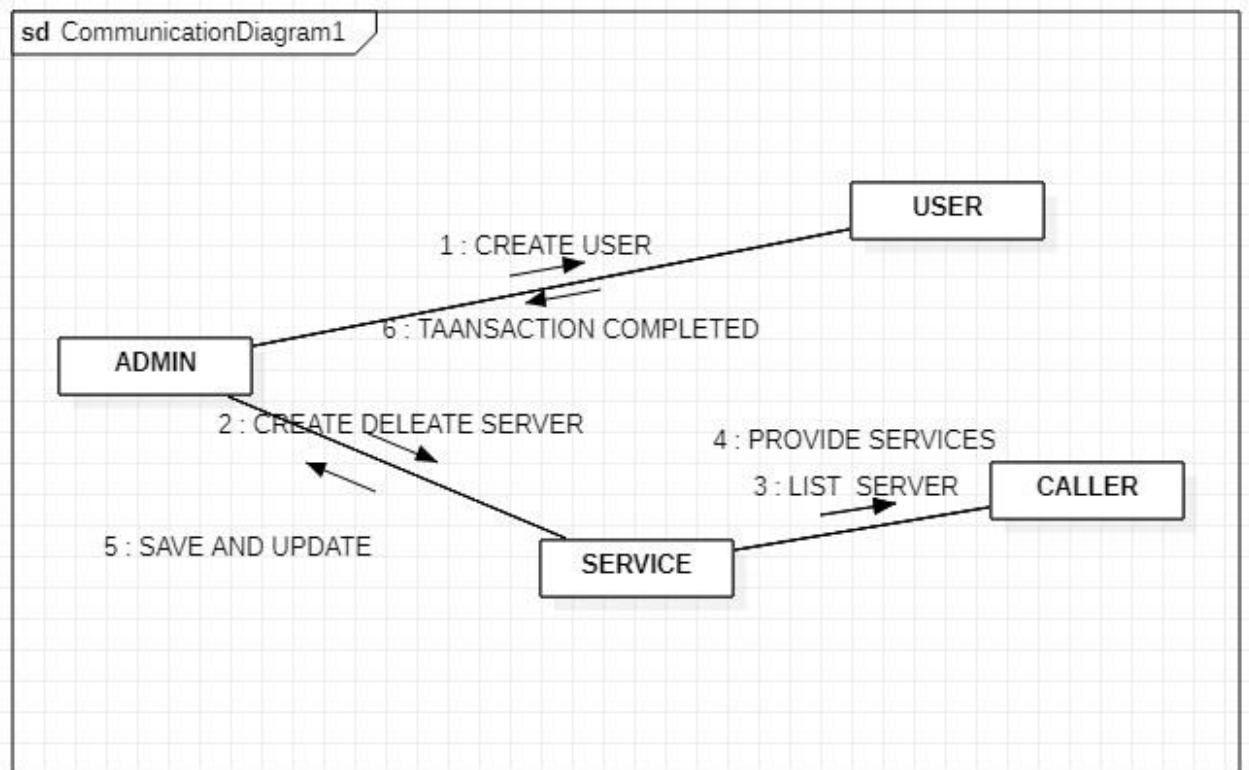 sd CommunicationDiagram1
USER
1 : CREATE USER
6 : TAANSACTION COMPLETED
ADMIN
2 : CREATE DELEATE SERVER
4 : PROVIDE SERVICES
3 : LIST SERVER
CALLER
5 : SAVE AND UPDATE
SERVICE